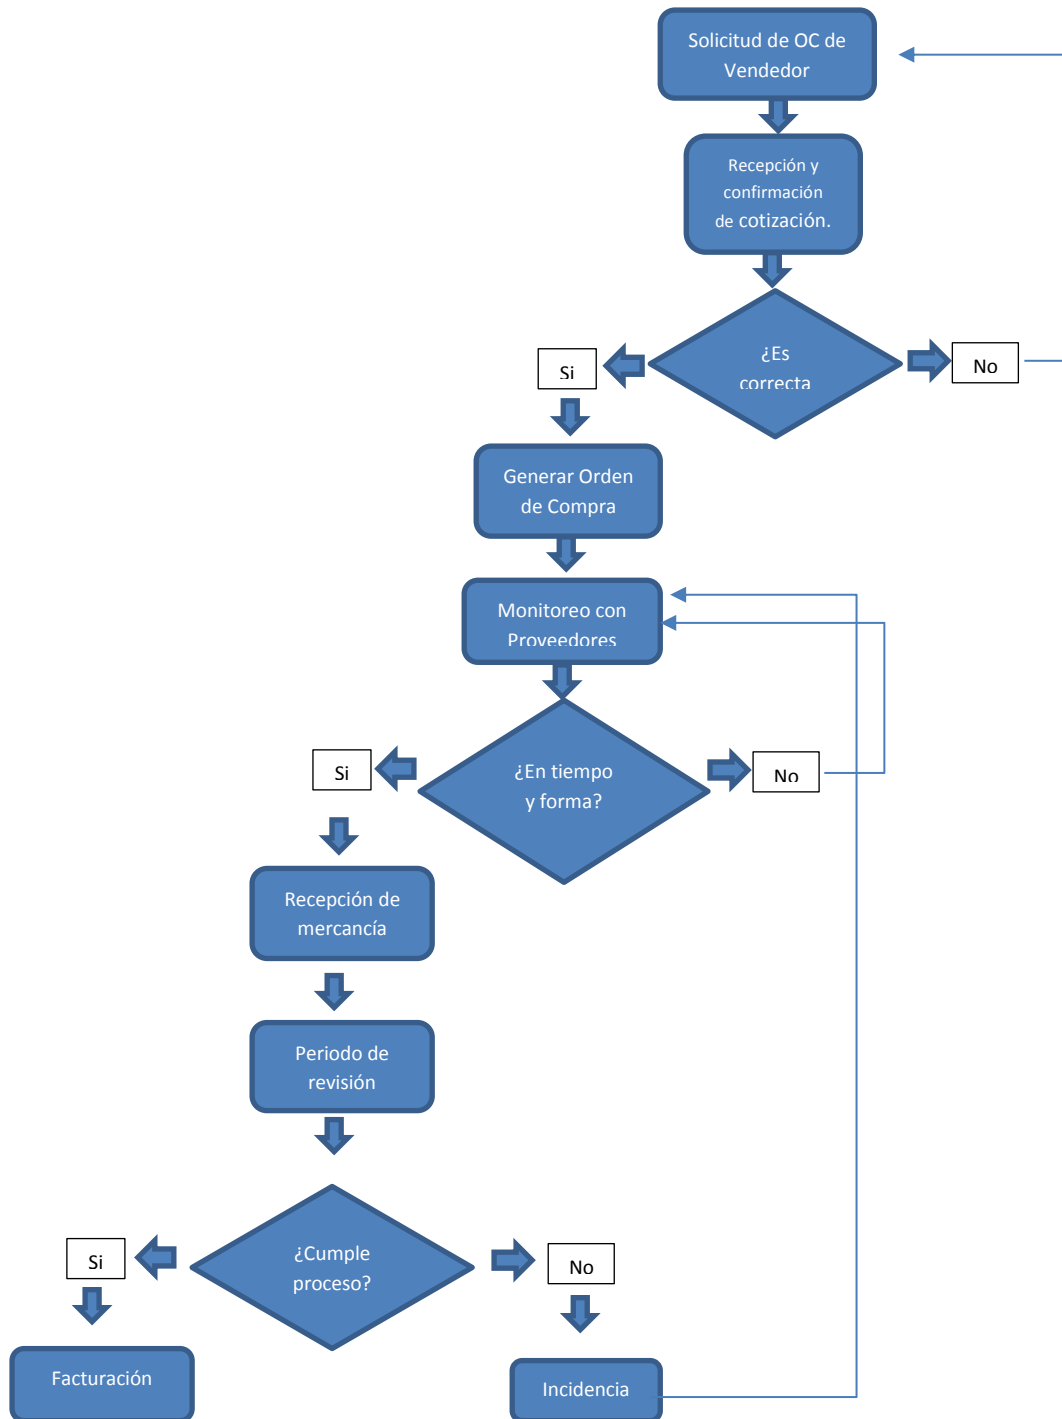 Solicitud de OC de
Vendedor
Recepción y
confirmación
de cotización.
¿Es
correcta
Si
No
Generar Orden
de Compra
Monitoreo con
Proveedores
¿En tiempo
y forma?
Si
No
Recepción de
mercancía
Periodo de
revisión
¿Cumple
proceso?
Si
No
Facturación
Incidencia